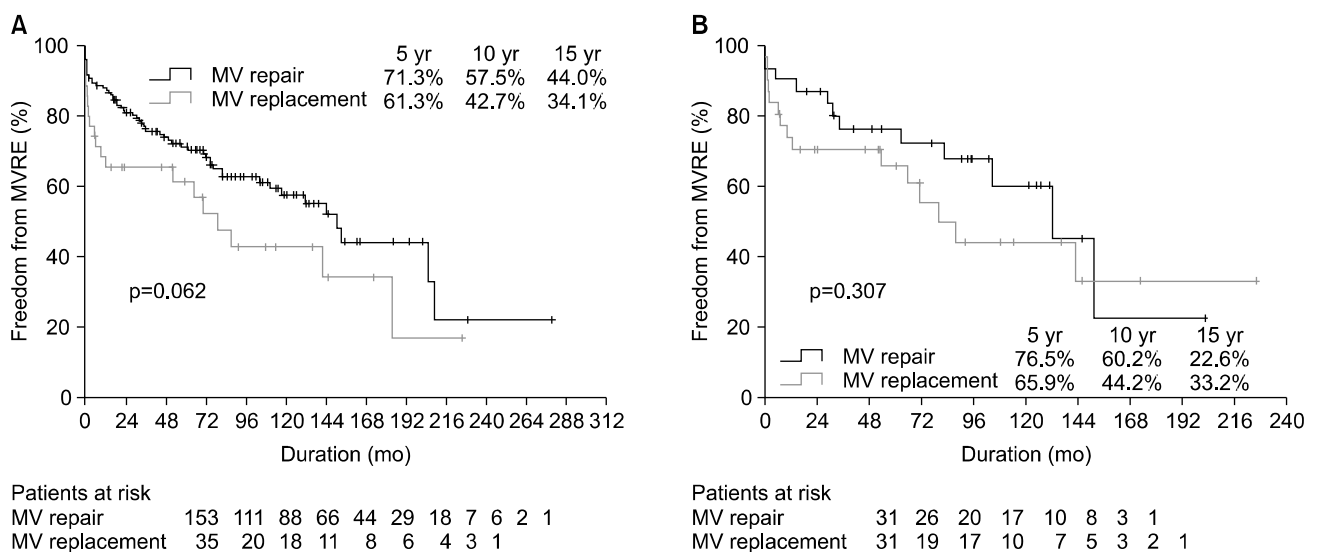 A
B
Freedom from MVRE (%)
100
80
60
40
20
0
5 yr 10 yr 15 yr
MV repair 71.3% 57.5% 44.0%
MV replacement 61.3% 42.7% 34.1%
p=0.062
0 24 48 72 96 120 144 168 192 216 240 264 288 312
Duration (mo)
Patients at risk
MV repair 153 111 88 66 44 29 18 7 6 2 1
MV replacement 35 20 18 11 8 6 4 3 1
Freedom from MVRE (%)
100
80
60
40
20
0
p=0.307
5 yr 10 yr 15 yr
MV repair 76.5% 60.2% 22.6%
MV replacement 65.9% 44.2% 33.2%
0 24 48 72 96 120 144 168 192 216 240
Duration (mo)
Patients at risk
MV repair 31 26 20 17 10 8 3 1
MV replacement 31 19 17 10 7 5 3 2 1